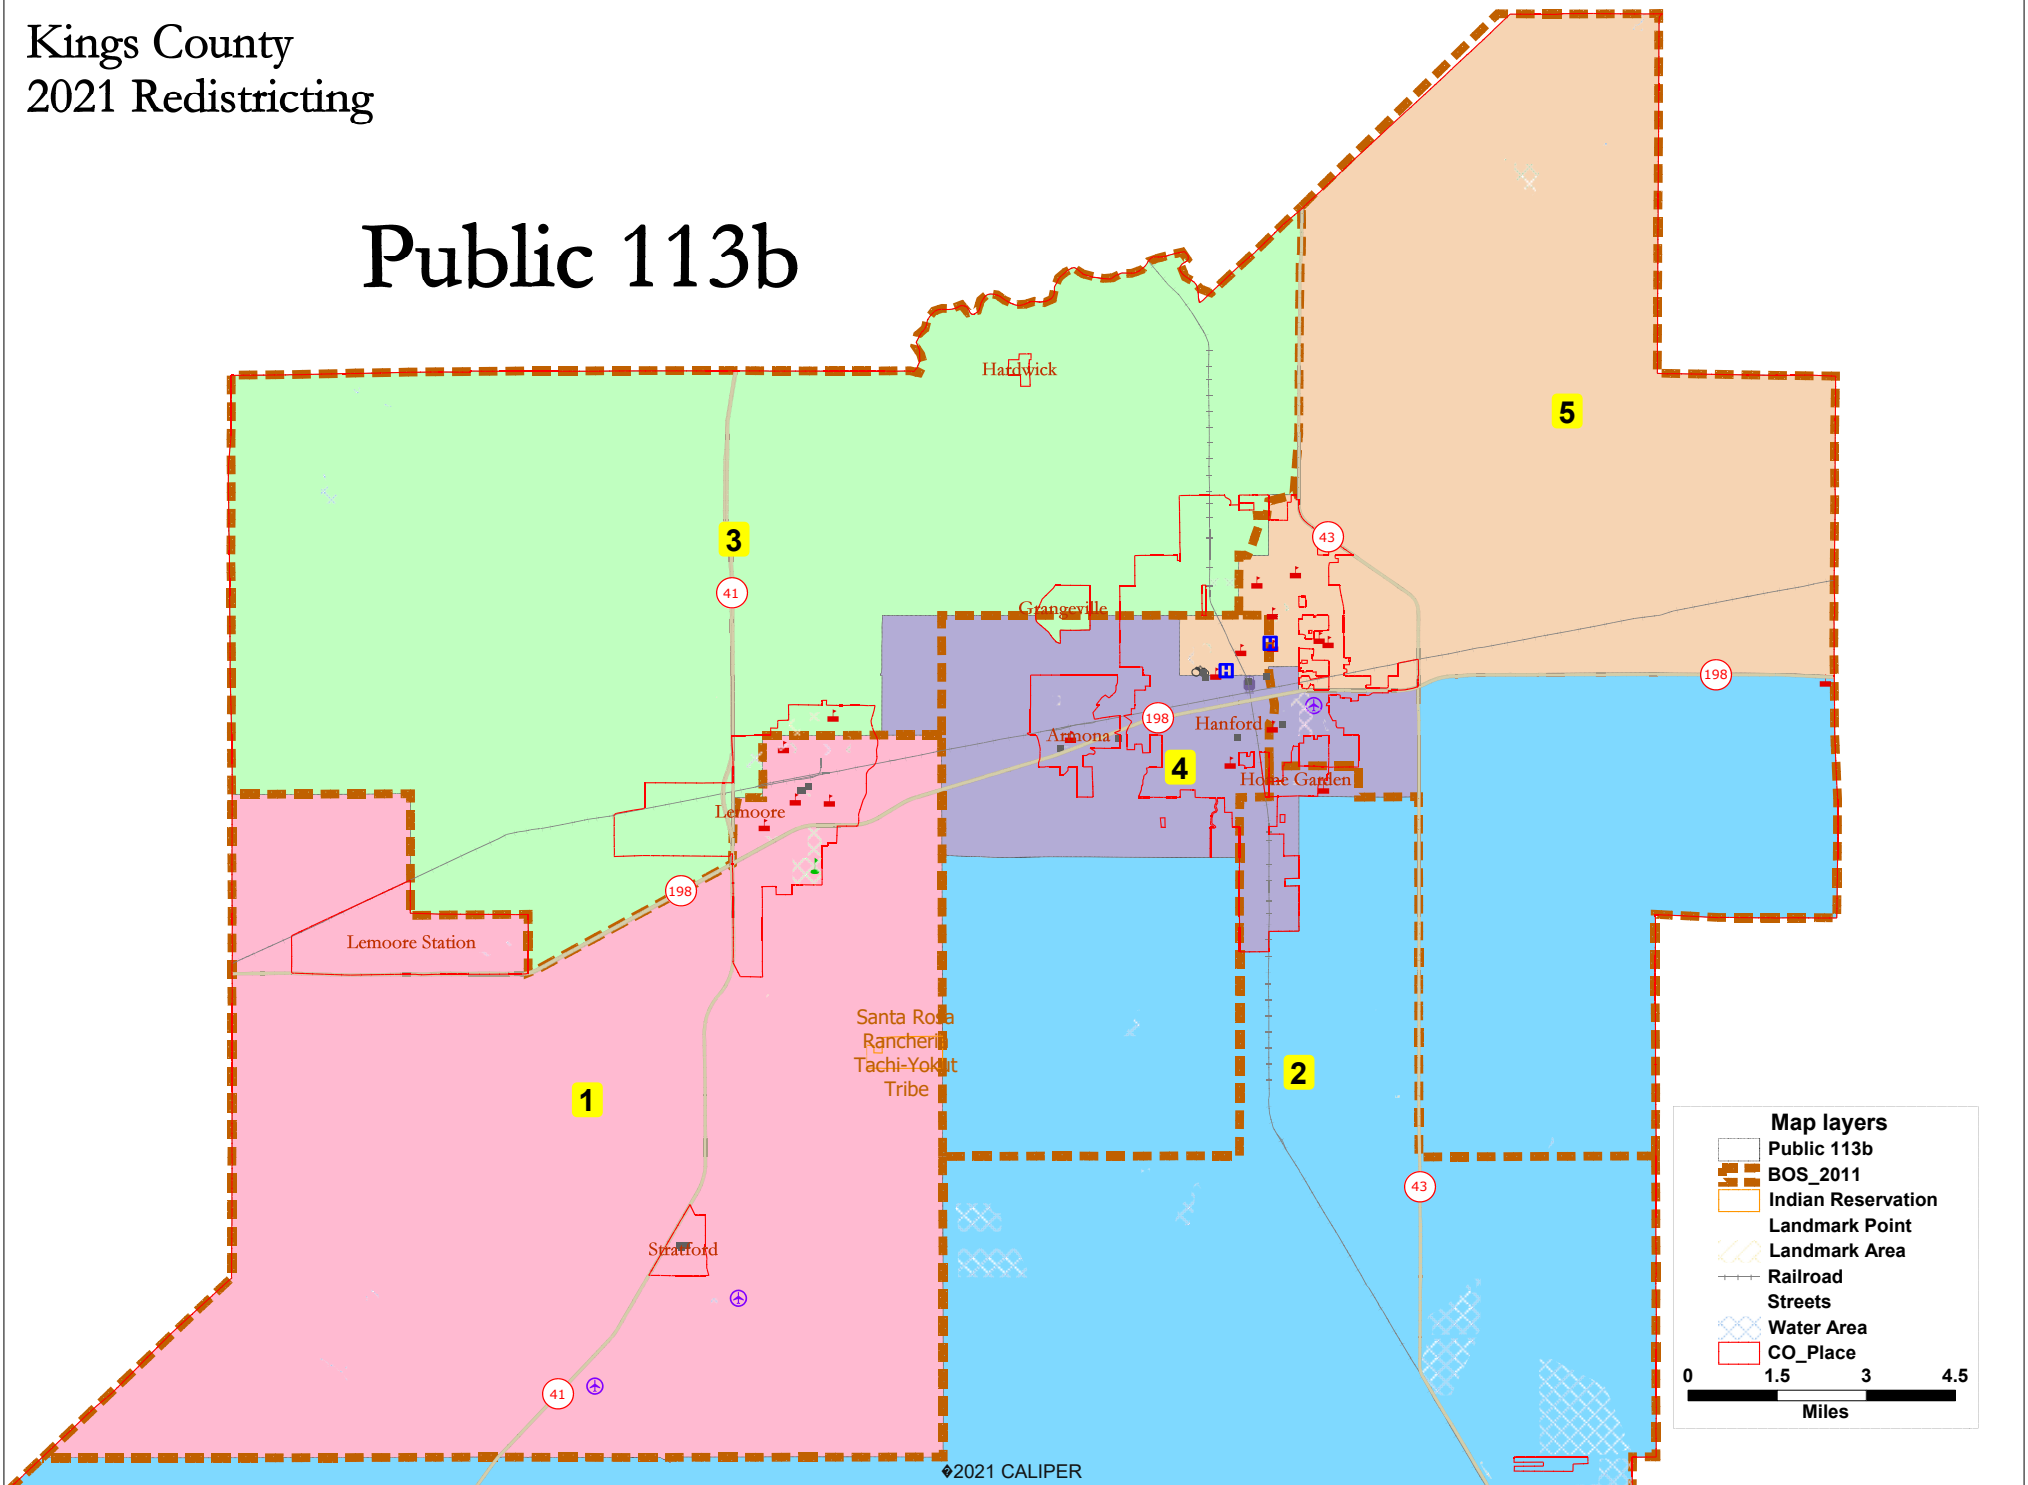 Kings County
2021 Redistricting
Public 113b
Hardwick
5
3
43
41
Grangeville
198
198
Hanford
Armona
4
Home Garden
Lemoore
198
Lemoore Station
Santa Rosa
Rancheria
Tachi-Yokut
Tribe
2
1
43
Stratford
41
Map layers
Public 113b
BOS_2011
Indian Reservation
Landmark Point
Landmark Area
Railroad
Streets
Water Area
CO_Place
0 1.5 3 4.5
Miles
�2021 CALIPER